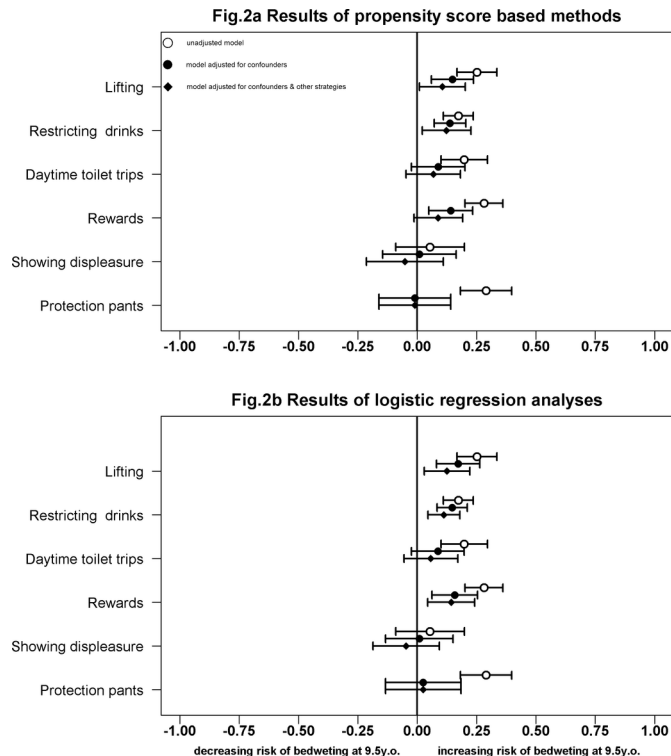 Fig.2a Results of propensity score based methods
unadjusted model
model adjusted for confounders
model adjusted for confounders & other strategies
Lifting
Restricting drinks
Daytime toilet trips
Rewards
Showing displeasure
Protection pants
-1.00 -0.75 -0.50 -0.25 0.00 0.25 0.50 0.75 1.00
Fig.2b Results of logistic regression analyses
Lifting
Restricting drinks
Daytime toilet trips
Rewards
Showing displeasure
Protection pants
-1.00 -0.75 -0.50 -0.25 0.00 0.25 0.50 0.75 1.00
decreasing risk of bedweting at 9.5y.o. increasing risk of bedweting at 9.5y.o.